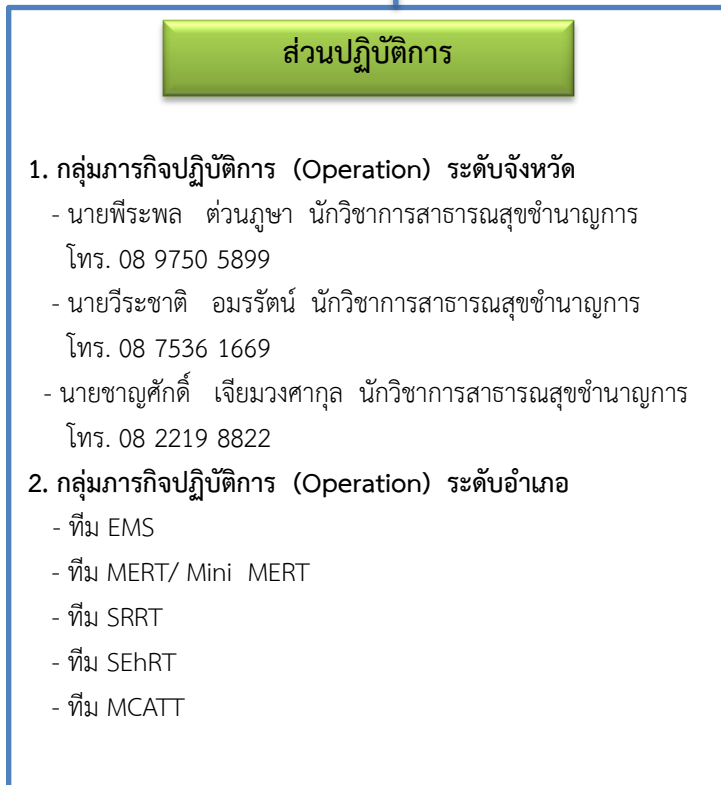 ส่วนปฏิบัติการ
1. กลุ่มภารกิจปฏิบัติการ (Operation) ระดับจังหวัด
- นายพีระพล ต่วนภูษา นักวิชาการสาธารณสุขชำนาญการ
โทร. 08 9750 5899
- นายวีระชาติ อมรรัตน์ นักวิชาการสาธารณสุขชำนาญการ
โทร. 08 7536 1669
- นายชาญศักดิ์ เจียมวงศากุล นักวิชาการสาธารณสุขชำนาญการ
โทร. 08 2219 8822
2. กลุ่มภารกิจปฏิบัติการ (Operation) ระดับอำเภอ
- ทีม EMS
- ทีม MERT/ Mini MERT
- ทีม SRRT
- ทีม SEhRT
- ทีม MCATT